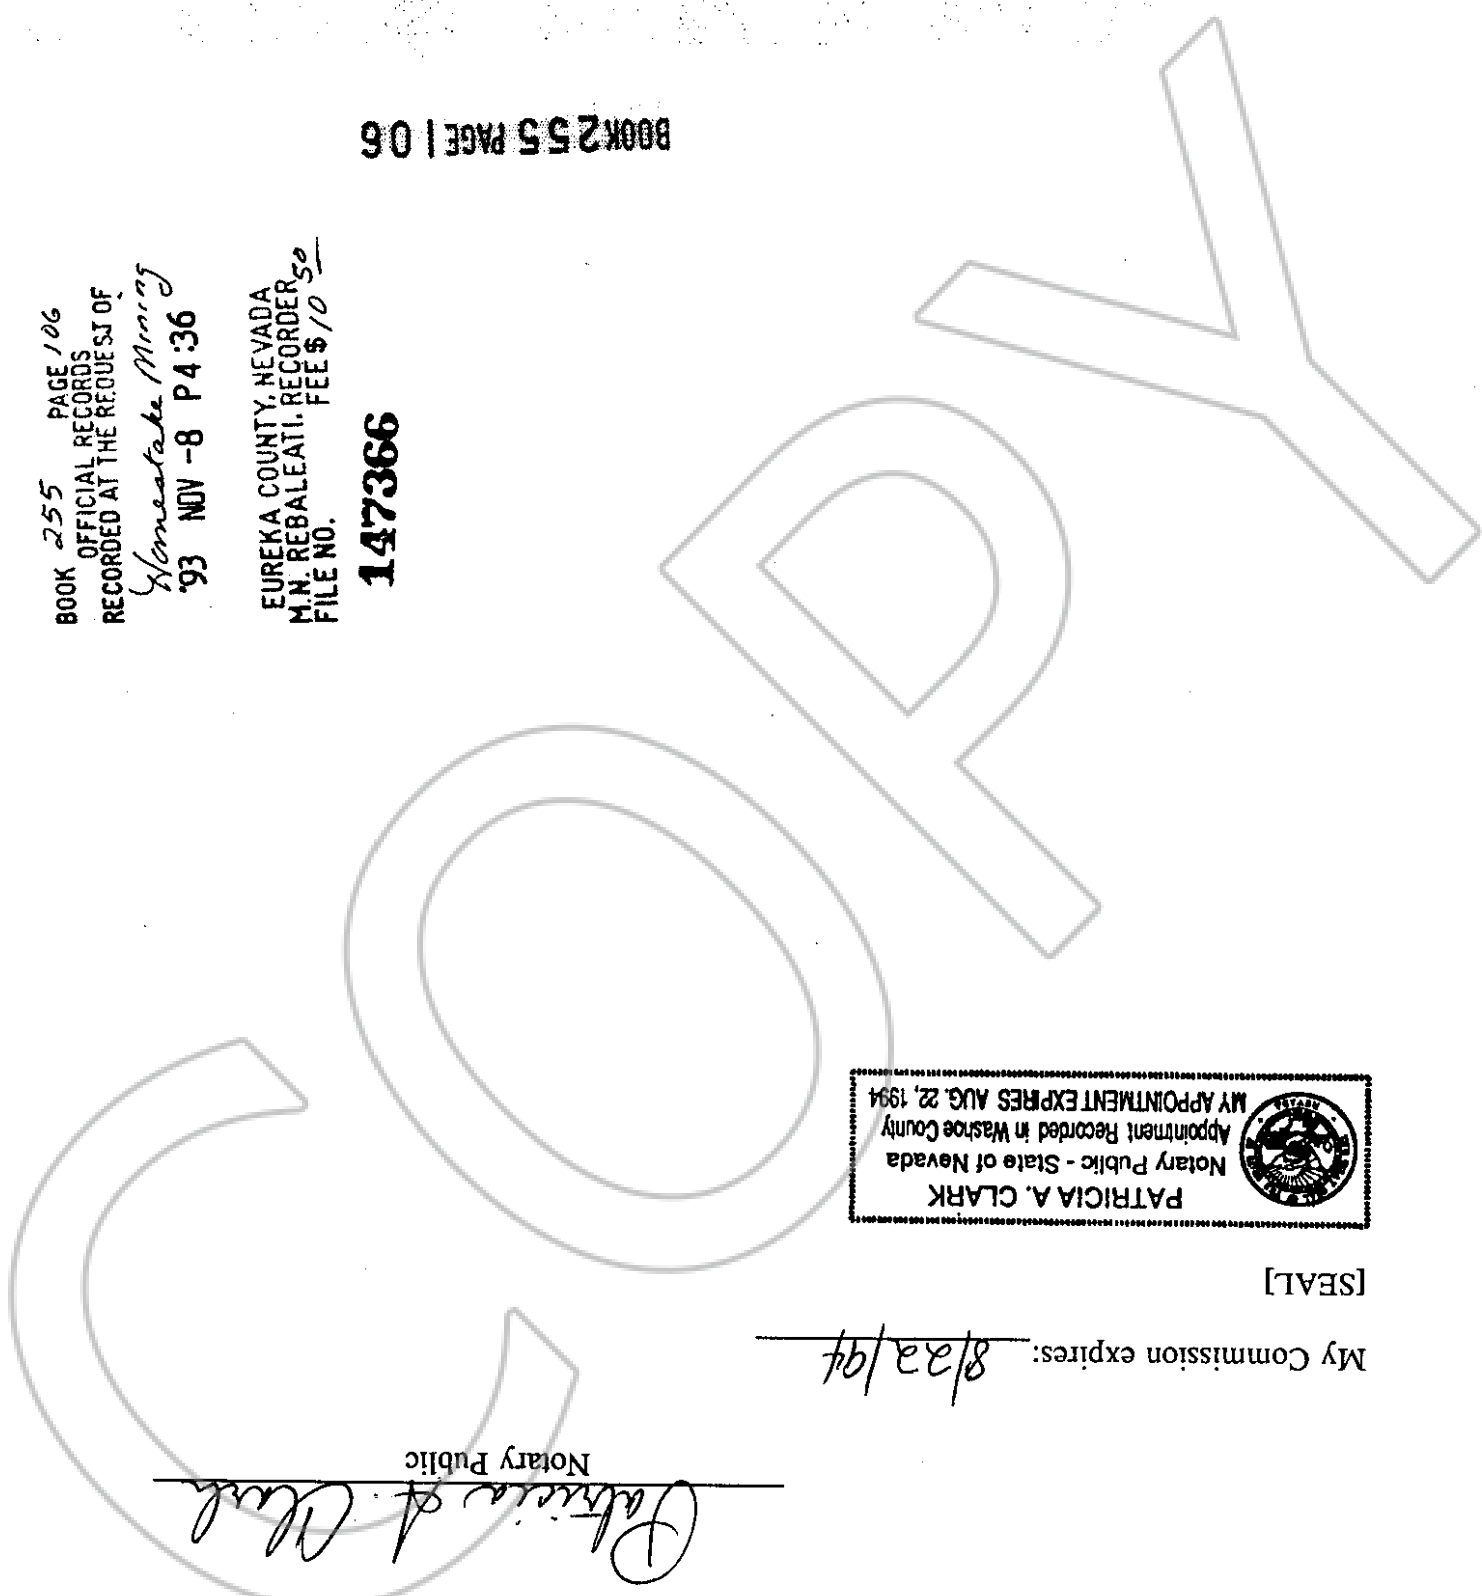 Patricia A. Clark
Notary Public
My Commission expires: 8/22/94
[SEAL]
PATRICIA A. CLARK
Notary Public - State of Nevada
Appointment Recorded in Washoe County
MY APPOINTMENT EXPIRES AUG. 22, 1994
NEVADA
BOOK 255 PAGE 106
OFFICIAL RECORDS
RECORDED AT THE REQUEST OF
Homestake Mining
'93 NOV -8 P4:36
EUREKA COUNTY, NEVADA
M.N. REBALEATI, RECORDER
FILE NO. FEE $10 50
147366
BOOK 255 PAGE 106
COPY